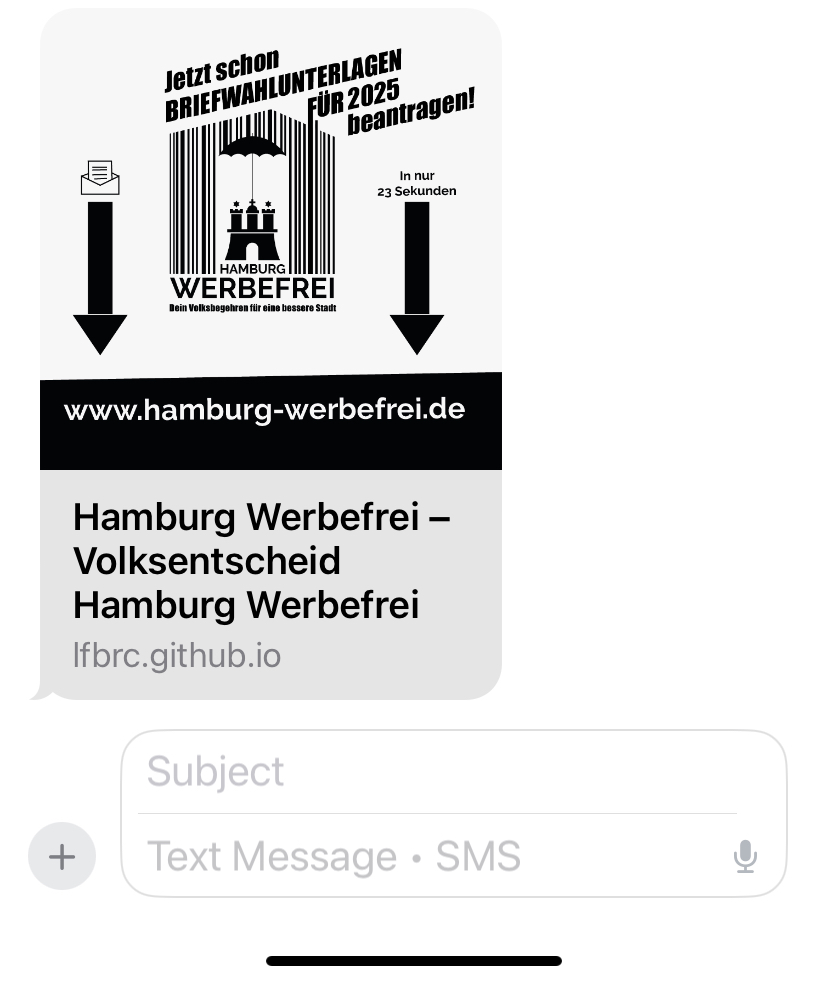 Jetzt schon
BRIEFWAHLUNTERLAGEN
FÜR 2025
beantragen!
In nur
23 Sekunden
HAMBURG
WERBEFREI
Dein Volksbegehren für eine bessere Stadt
www.hamburg-werbefrei.de
Hamburg Werbefrei –
Volksentscheid
Hamburg Werbefrei
lfbrc.github.io
Subject
Text Message • SMS